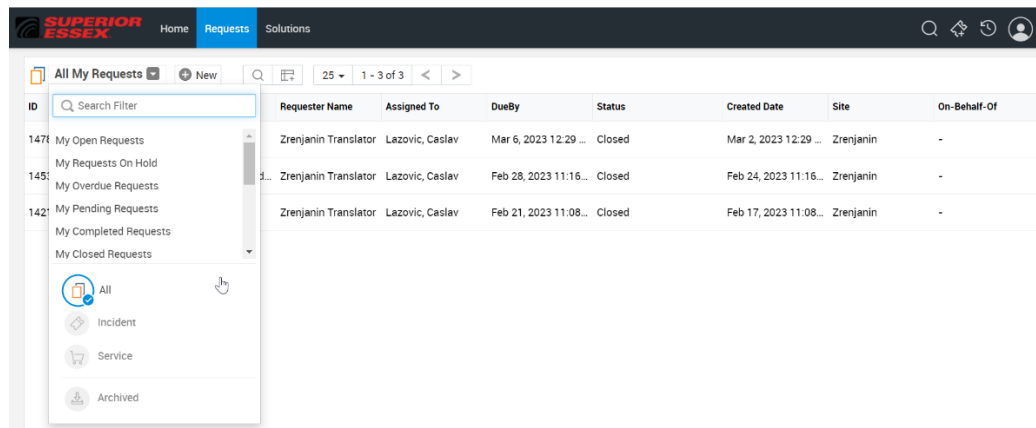 SUPERIOR ESSEX Home Requests Solutions
All My Requests New 25 1 - 3 of 3
ID Requester Name Assigned To DueBy Status Created Date Site On-Behalf-Of
Search Filter
1478 Zrenjanin Translator Lazovic, Caslav Mar 6, 2023 12:29 ... Closed Mar 2, 2023 12:29 ... Zrenjanin -
1453 d... Zrenjanin Translator Lazovic, Caslav Feb 28, 2023 11:16... Closed Feb 24, 2023 11:16... Zrenjanin -
1421 Zrenjanin Translator Lazovic, Caslav Feb 21, 2023 11:08... Closed Feb 17, 2023 11:08... Zrenjanin -
My Open Requests
My Requests On Hold
My Overdue Requests
My Pending Requests
My Completed Requests
My Closed Requests
All
Incident
Service
Archived